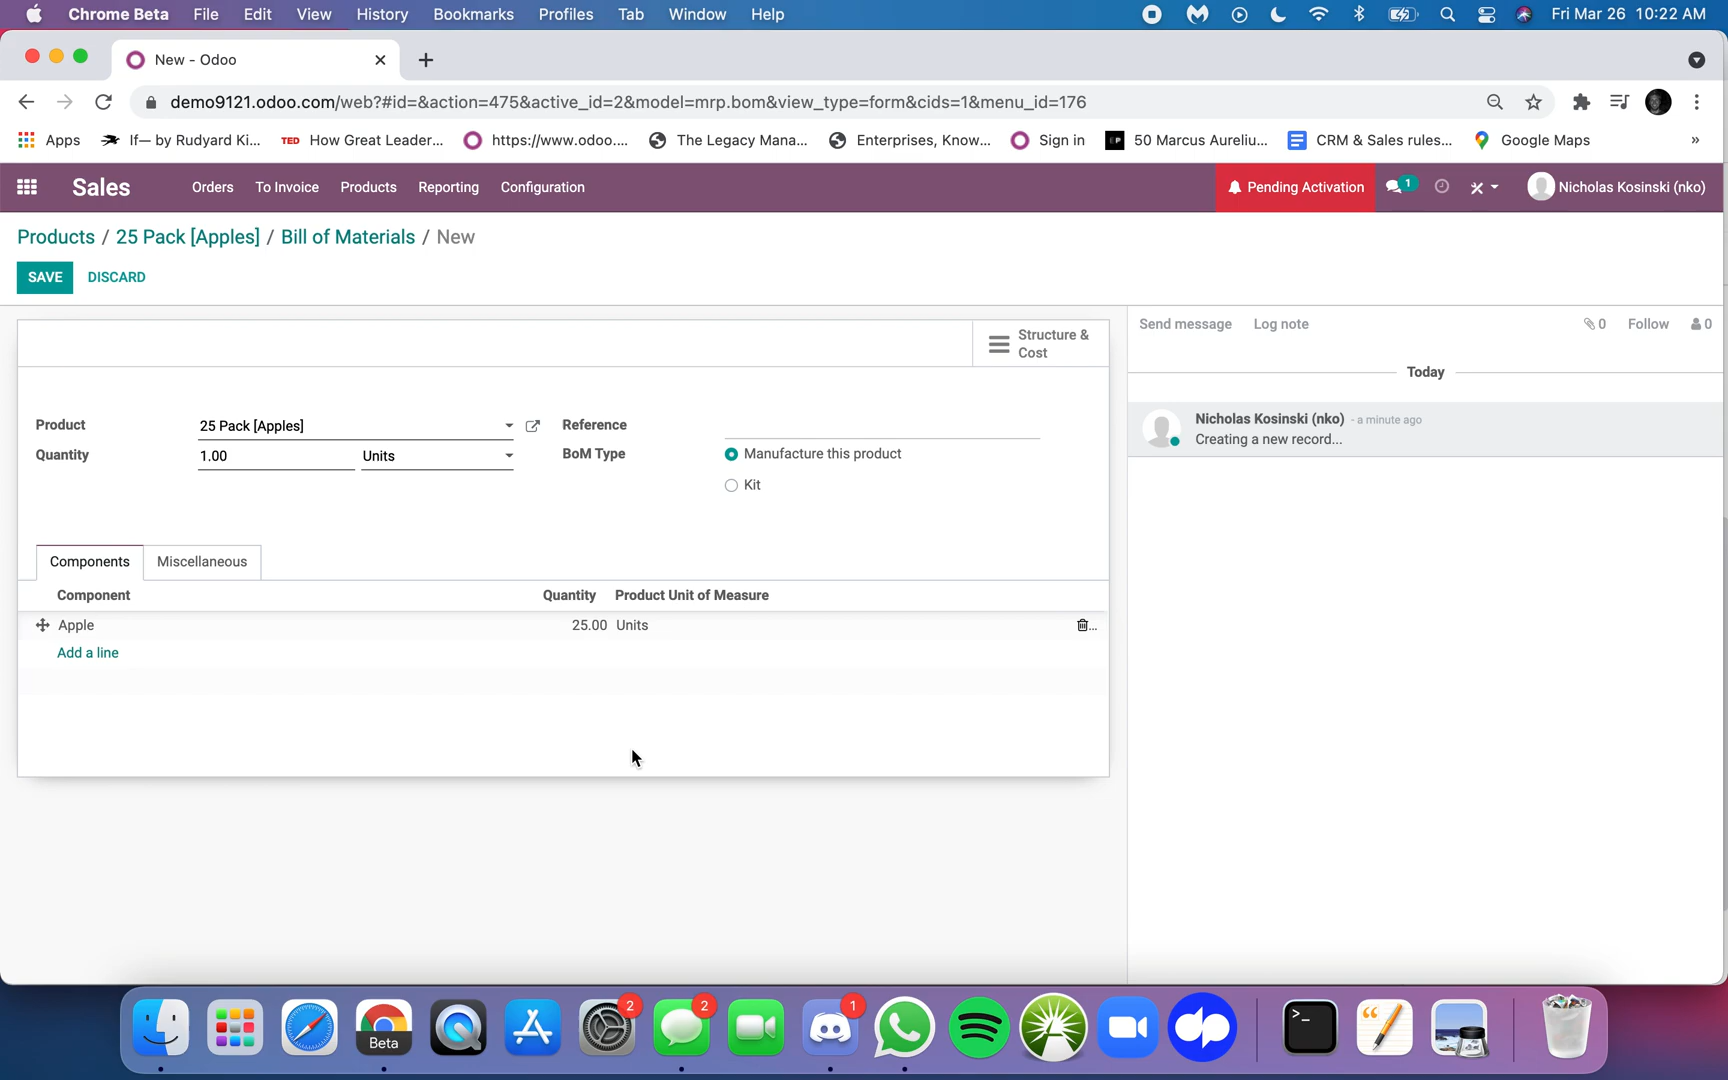 Chrome Beta File Edit View History Bookmarks Profiles Tab Window Help Fri Mar 26 10:22 AM
New - Odoo
demo9121.odoo.com/web?#id=&action=475&active_id=2&model=mrp.bom&view_type=form&cids=1&menu_id=176
Apps If— by Rudyard Ki... TED How Great Leader... https://www.odoo.... The Legacy Mana... Enterprises, Know... Sign in 50 Marcus Aureliu... CRM & Sales rules... Google Maps »
Sales Orders To Invoice Products Reporting Configuration Pending Activation 1 Nicholas Kosinski (nko)
Products / 25 Pack [Apples] / Bill of Materials / New
SAVE DISCARD
Structure & Cost
Send message Log note 0 Follow 0
Today
Product 25 Pack [Apples] Reference
Quantity 1.00 Units BoM Type Manufacture this product
Kit
Nicholas Kosinski (nko) - a minute ago
Creating a new record...
Components Miscellaneous
Component Quantity Product Unit of Measure
Apple 25.00 Units
Add a line
Beta 2 2 1